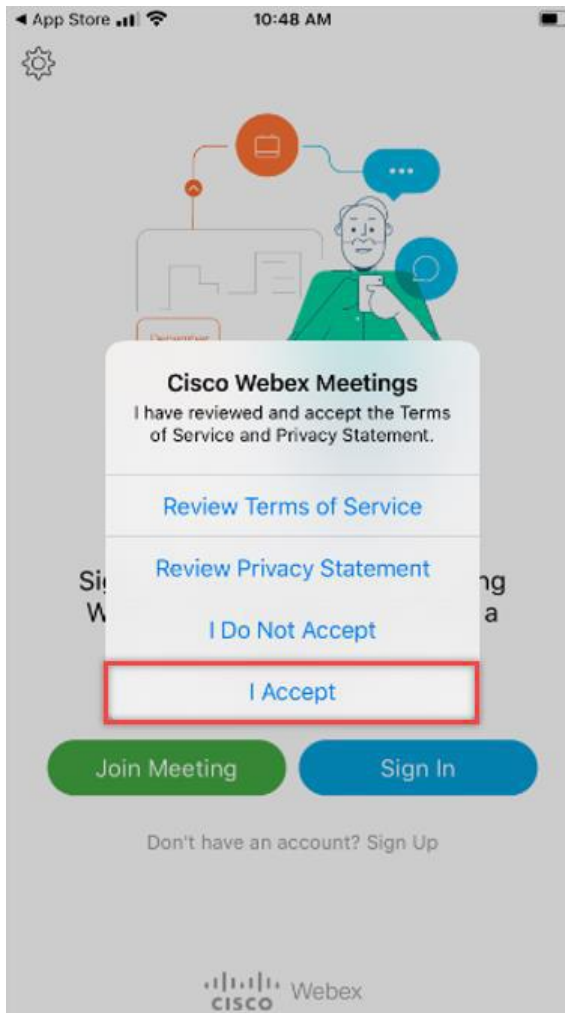 ◀ App Store 10:48 AM
December
Cisco Webex Meetings
I have reviewed and accept the Terms
of Service and Privacy Statement.
Review Terms of Service
Review Privacy Statement
I Do Not Accept
I Accept
Join Meeting Sign In
Don't have an account? Sign Up
CISCO Webex